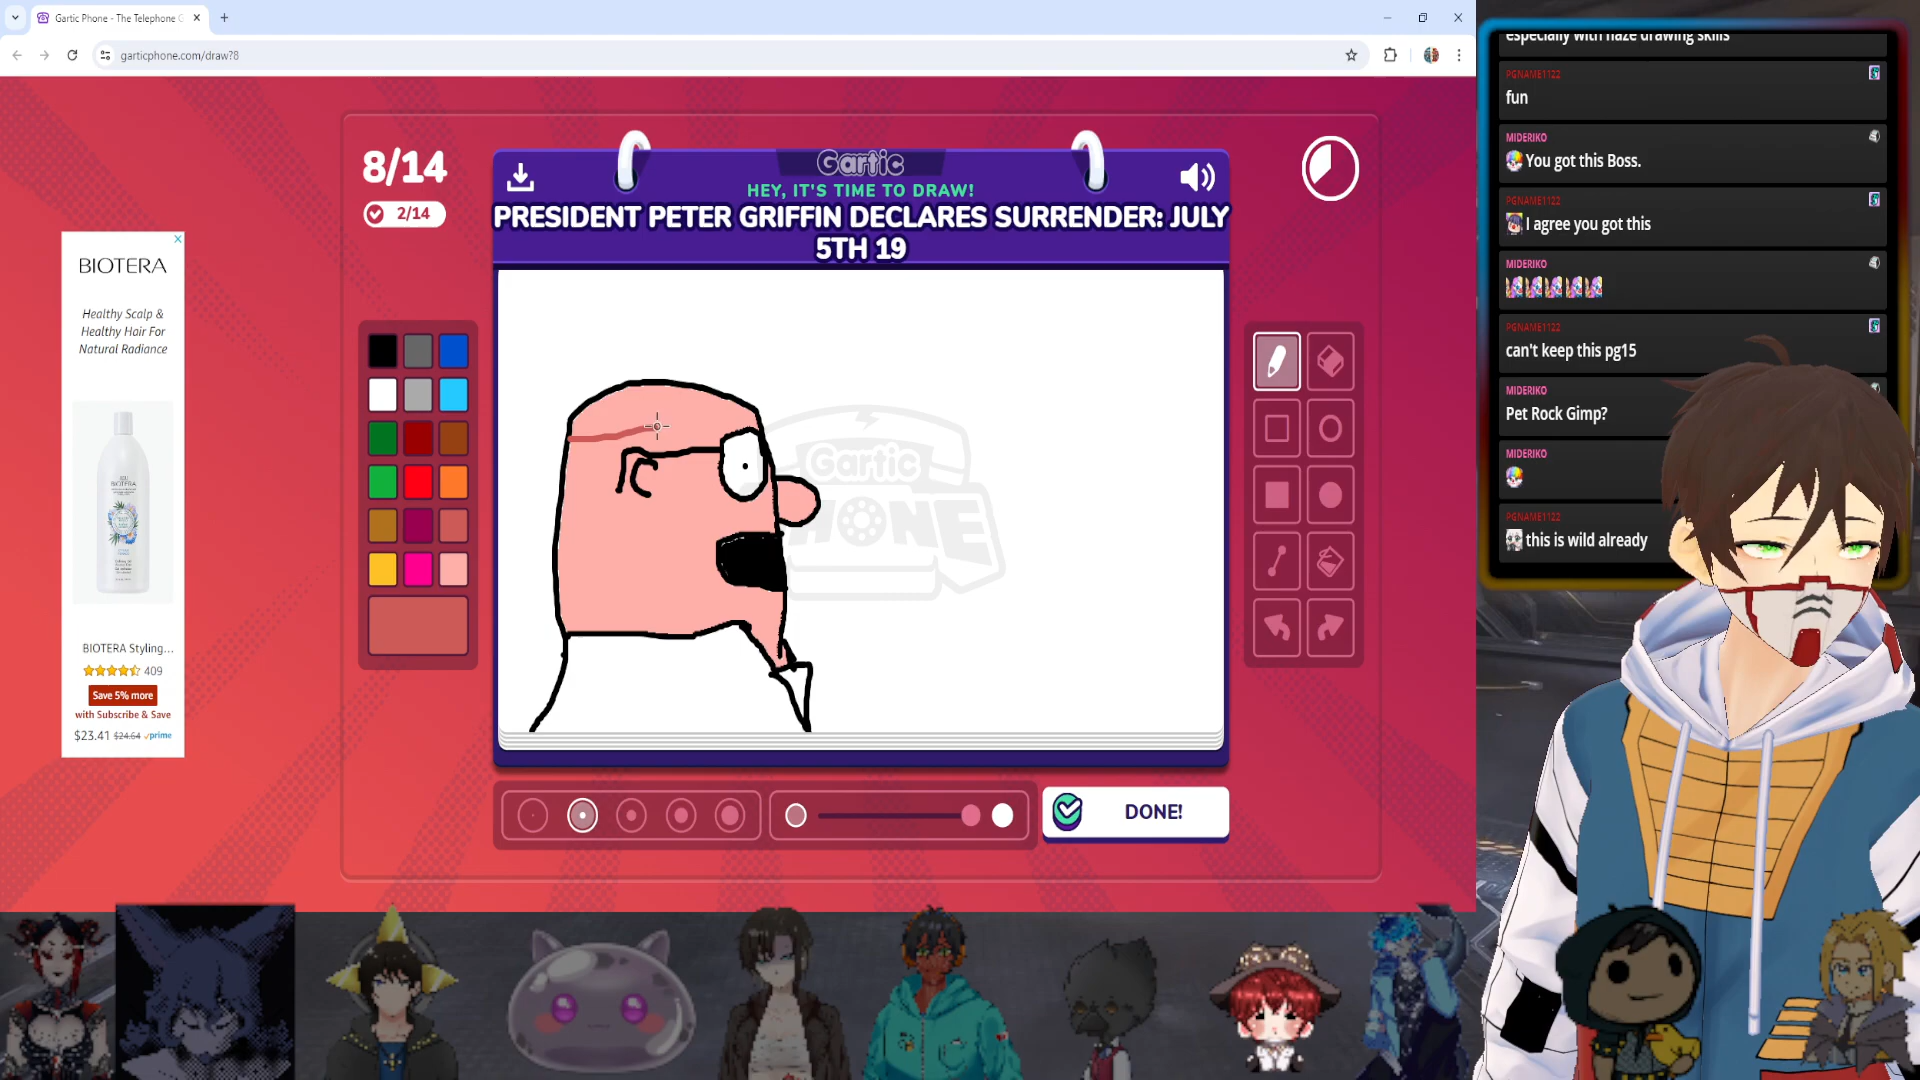 Gartic Phone - The Telephone G
garticphone.com/draw?8
8/14
2/14
Gartic
HEY, IT'S TIME TO DRAW!
PRESIDENT PETER GRIFFIN DECLARES SURRENDER: JULY
5TH 19
Gartic
PHONE
DONE!
BIOTERA
Healthy Scalp &
Healthy Hair For
Natural Radiance
BIOTERA
BIOTERA Styling...
409
Save 5% more
with Subscribe & Save
$23.41 $24.64 prime
especially with haze drawing skills
PGNAME1122
fun
MIDERIKO
You got this Boss.
PGNAME1122
I agree you got this
MIDERIKO
PGNAME1122
can't keep this pg15
MIDERIKO
Pet Rock Gimp?
MIDERIKO
PGNAME1122
this is wild already